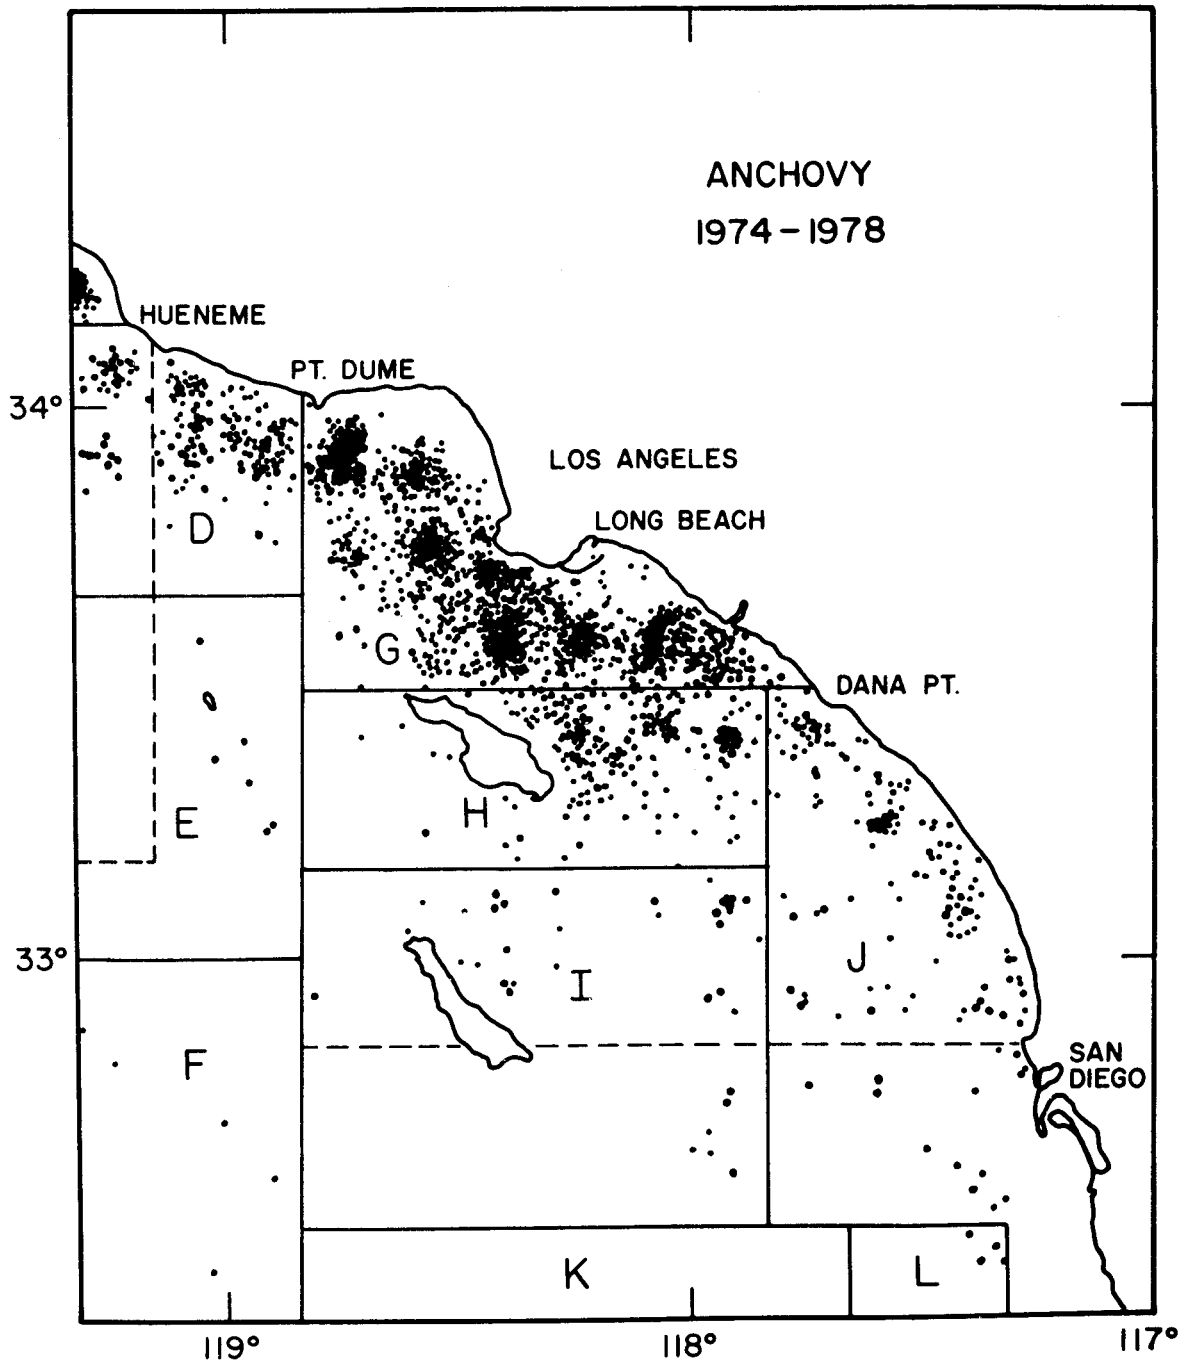 ANCHOVY
1974-1978
HUENEME
PT. DUME
34°
LOS ANGELES
LONG BEACH
D
G
DANA PT.
H
E
33°
J
I
F
SAN
DIEGO
K
L
119°
118°
117°